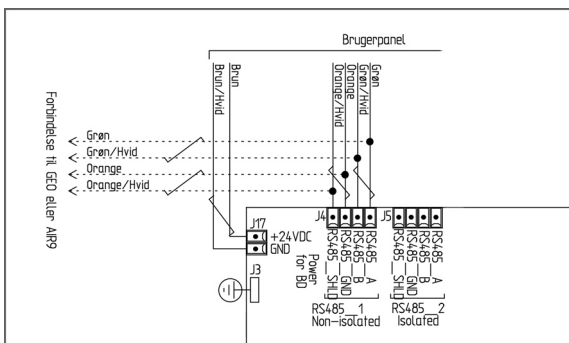 Brugerpanel
Brun
Brun/Hvid
Grøn
Grøn/Hvid
Orange
Orange/Hvid
Forbindelse til GEO eller AIR9
Grøn
Grøn/Hvid
Orange
Orange/Hvid
J17
+24VDC
GND
J3
Power
for BD
J4
RS485_SHLD
RS485_GND
RS485_B
RS485_A
RS485_1
Non-isolated
J5
RS485_SHLD
RS485_GND
RS485_B
RS485_A
RS485_2
Isolated